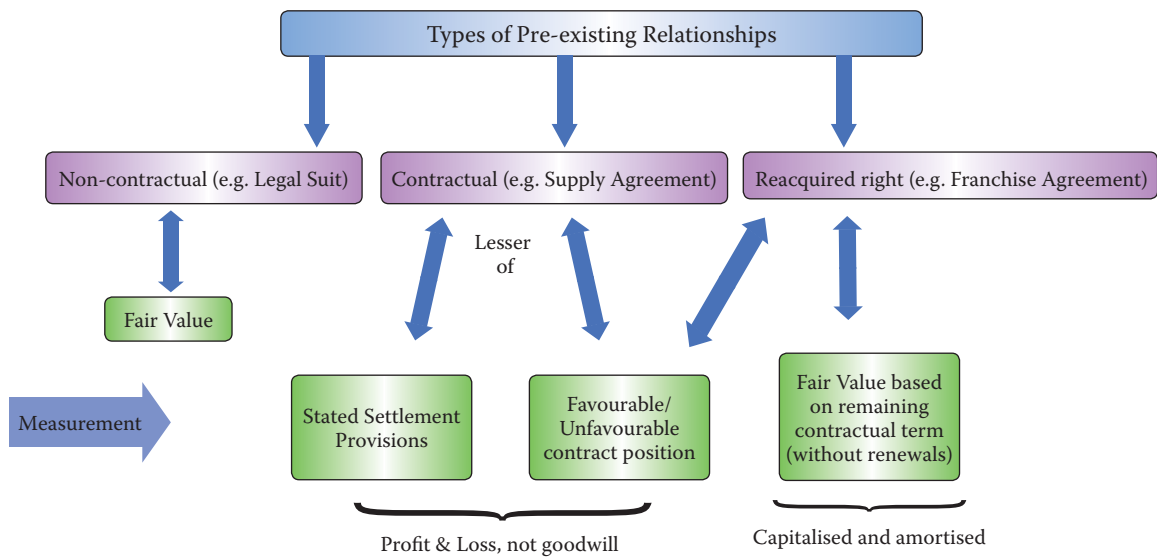 Types of Pre-existing Relationships
Non-contractual (e.g. Legal Suit)
Contractual (e.g. Supply Agreement)
Reacquired right (e.g. Franchise Agreement)
Lesser
of
Fair Value
Measurement
Stated Settlement
Provisions
Favourable/
Unfavourable
contract position
Fair Value based
on remaining
contractual term
(without renewals)
Profit & Loss, not goodwill
Capitalised and amortised